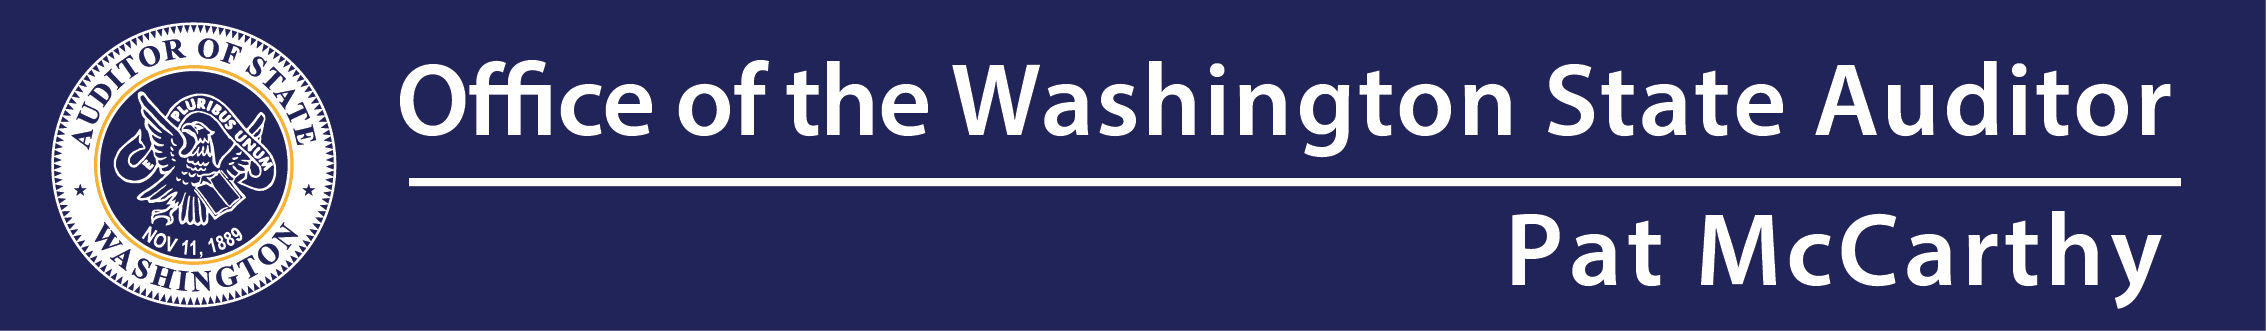 AUDITOR OF STATE
PLURIBUS UNUM
NOV 11, 1889
WASHINGTON
Office of the Washington State Auditor
Pat McCarthy